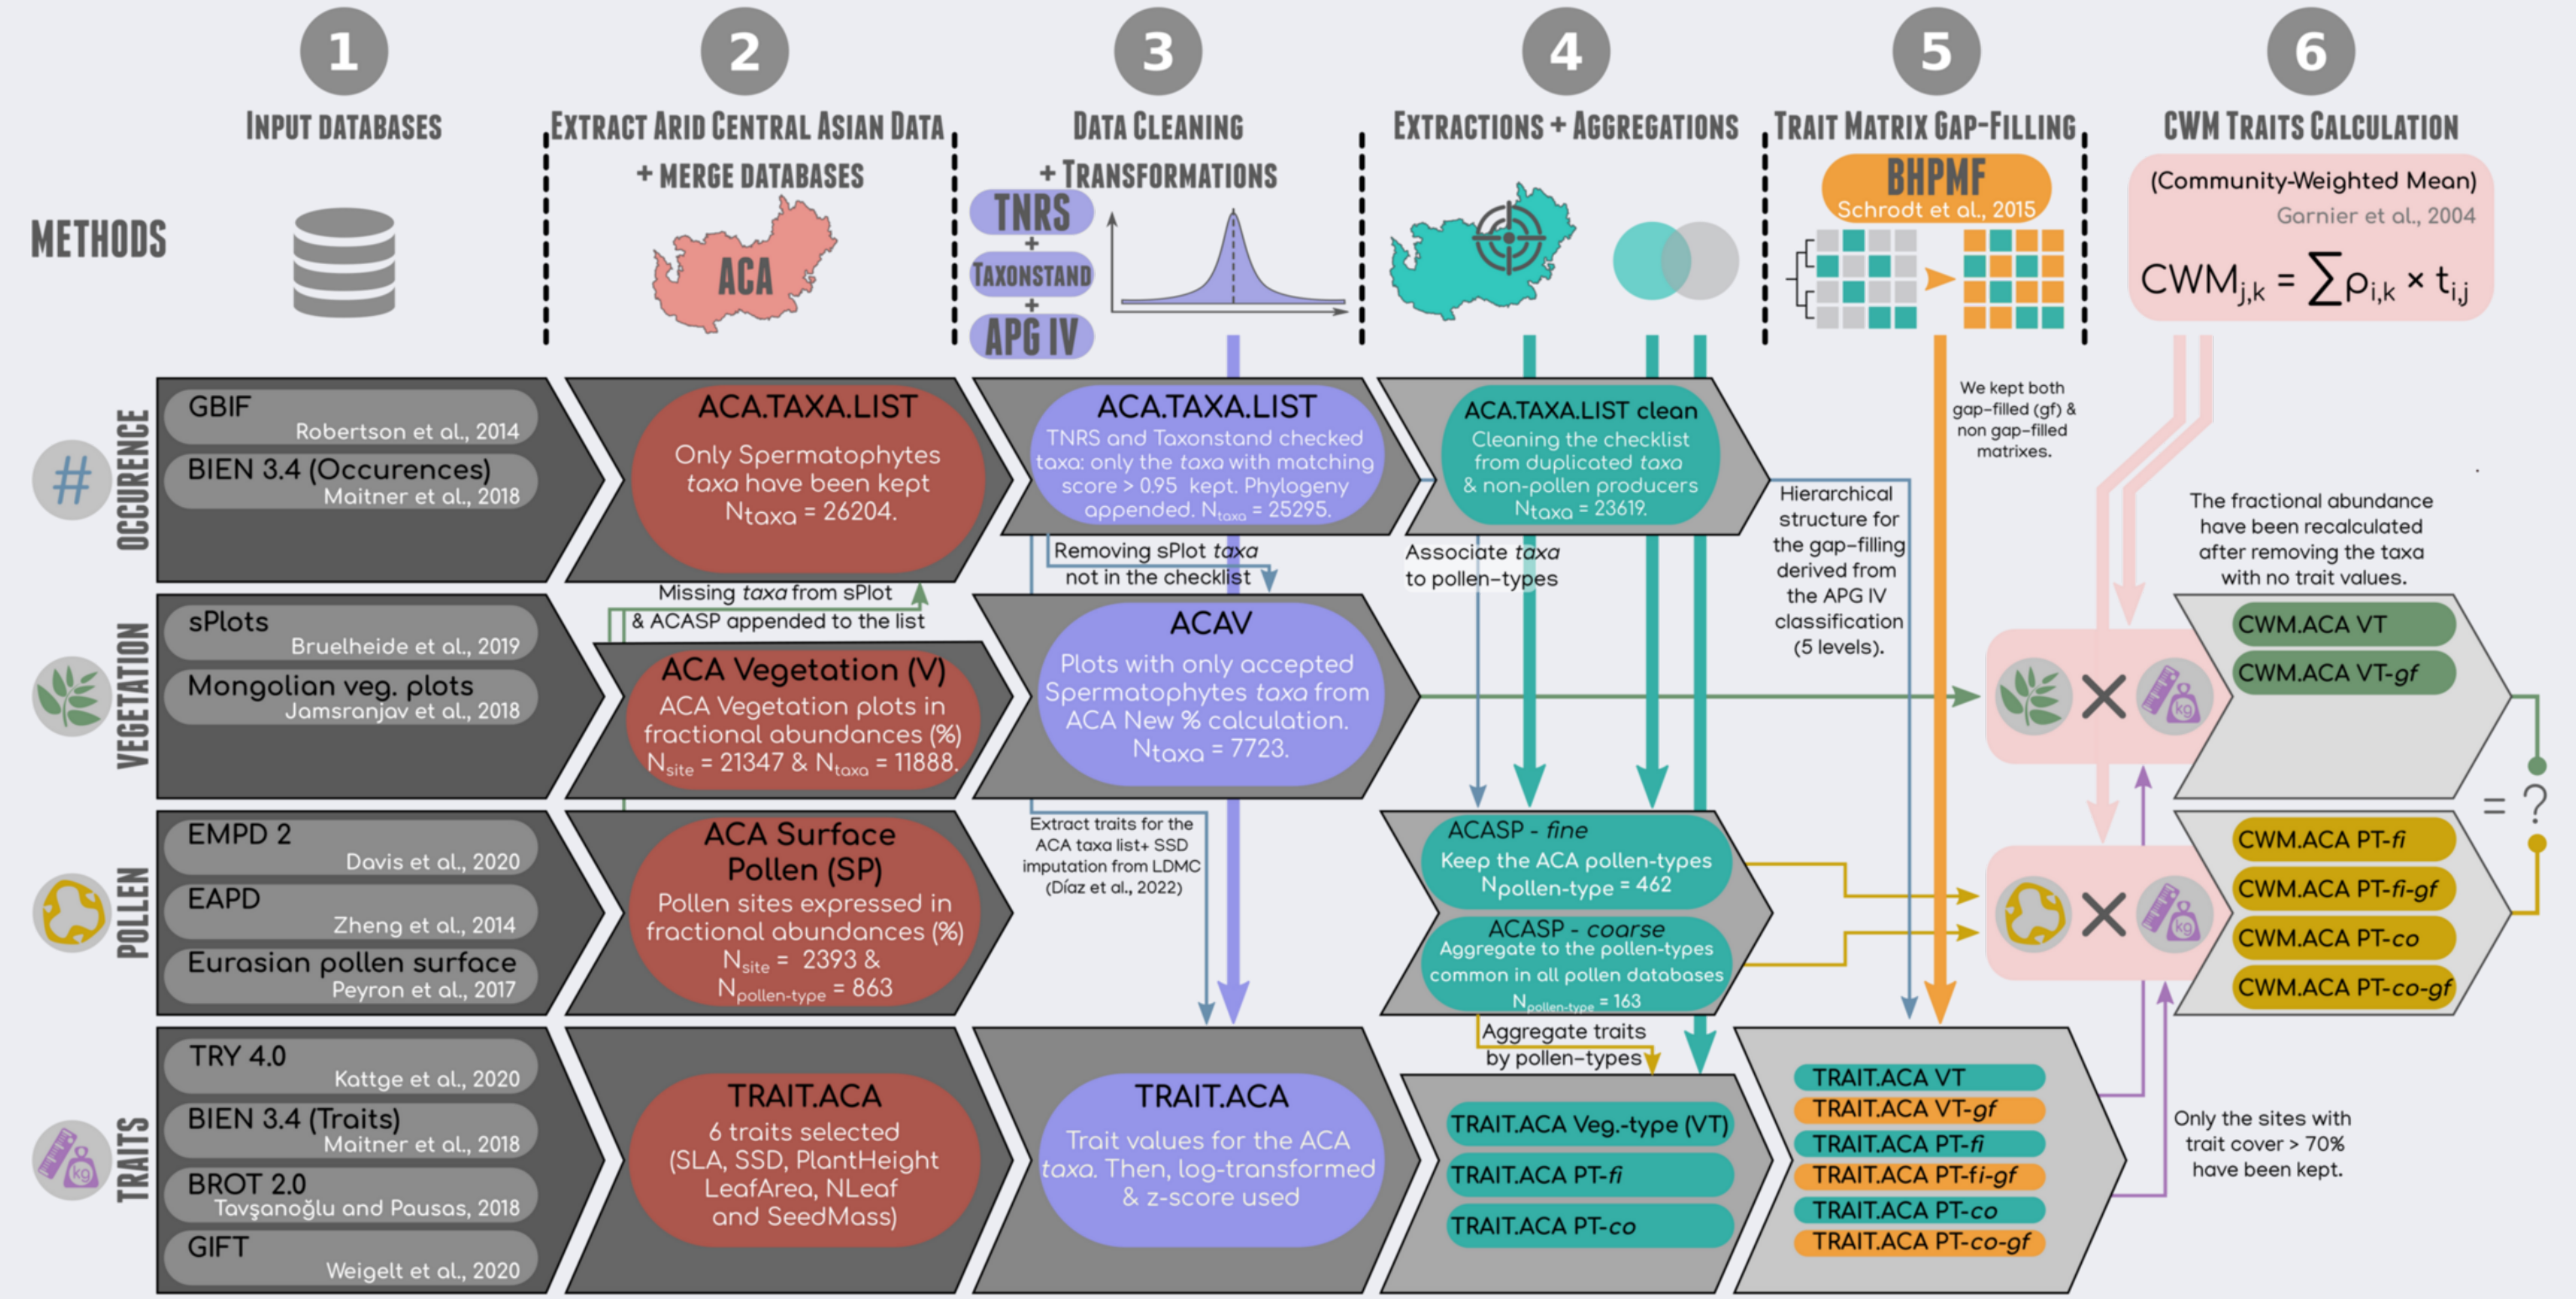 1
2
3
4
5
6
INPUT DATABASES
EXTRACT ARID CENTRAL ASIAN DATA
+ MERGE DATABASES
DATA CLEANING
+ TRANSFORMATIONS
EXTRACTIONS + AGGREGATIONS
TRAIT MATRIX GAP-FILLING
CWM TRAITS CALCULATION
METHODS
ACA
TNRS
+
TAXONSTAND
+
APG IV
BHPMF
Schrodt et al., 2015
(Community-Weighted Mean)
Garnier et al., 2004
CWMj,k = ∑ρi,k × ti,j
OCCURENCE
#
GBIF
Robertson et al., 2014
BIEN 3.4 (Occurences)
Maitner et al., 2018
ACA.TAXA.LIST
Only Spermatophytes
taxa have been kept
Ntaxa = 26204.
ACA.TAXA.LIST
TNRS and Taxonstand checked
taxa: only the taxa with matching
score > 0.95 kept. Phylogeny
appended. Ntaxa = 25295.
ACA.TAXA.LIST clean
Cleaning the checklist
from duplicated taxa
& non-pollen producers
Ntaxa = 23619.
We kept both
gap-filled (gf) &
non gap-filled
matrixes.
Hierarchical
structure for
the gap-filling
derived from
the APG IV
classification
(5 levels).
The fractional abundance
have been recalculated
after removing the taxa
with no trait values.
Removing sPlot taxa
not in the checklist
Associate taxa
to pollen-types
Missing taxa from sPlot
& ACASP appended to the list
VEGETATION
sPlots
Bruelheide et al., 2019
Mongolian veg. plots
Jamsranjav et al., 2018
ACA Vegetation (V)
ACA Vegetation plots in
fractional abundances (%)
Nsite = 21347 & Ntaxa = 11888.
ACAV
Plots with only accepted
Spermatophytes taxa from
ACA New % calculation.
Ntaxa = 7723.
kg
CWM.ACA VT
CWM.ACA VT-gf
= ?
Extract traits for the
ACA taxa list+ SSD
imputation from LDMC
(Díaz et al., 2022)
POLLEN
EMPD 2
Davis et al., 2020
EAPD
Zheng et al., 2014
Eurasian pollen surface
Peyron et al., 2017
ACA Surface
Pollen (SP)
Pollen sites expressed in
fractional abundances (%)
Nsite = 2393 &
Npollen-type = 863
ACASP - fine
Keep the ACA pollen-types
Npollen-type = 462
ACASP - coarse
Aggregate to the pollen-types
common in all pollen databases
Npollen-type = 163
kg
CWM.ACA PT-fi
CWM.ACA PT-fi-gf
CWM.ACA PT-co
CWM.ACA PT-co-gf
Aggregate traits
by pollen-types
TRAITS
kg
TRY 4.0
Kattge et al., 2020
BIEN 3.4 (Traits)
Maitner et al., 2018
BROT 2.0
Tavşanoğlu and Pausas, 2018
GIFT
Weigelt et al., 2020
TRAIT.ACA
6 traits selected
(SLA, SSD, PlantHeight
LeafArea, NLeaf
and SeedMass)
TRAIT.ACA
Trait values for the ACA
taxa. Then, log-transformed
& z-score used
TRAIT.ACA Veg.-type (VT)
TRAIT.ACA PT-fi
TRAIT.ACA PT-co
TRAIT.ACA VT
TRAIT.ACA VT-gf
TRAIT.ACA PT-fi
TRAIT.ACA PT-fi-gf
TRAIT.ACA PT-co
TRAIT.ACA PT-co-gf
Only the sites with
trait cover > 70%
have been kept.